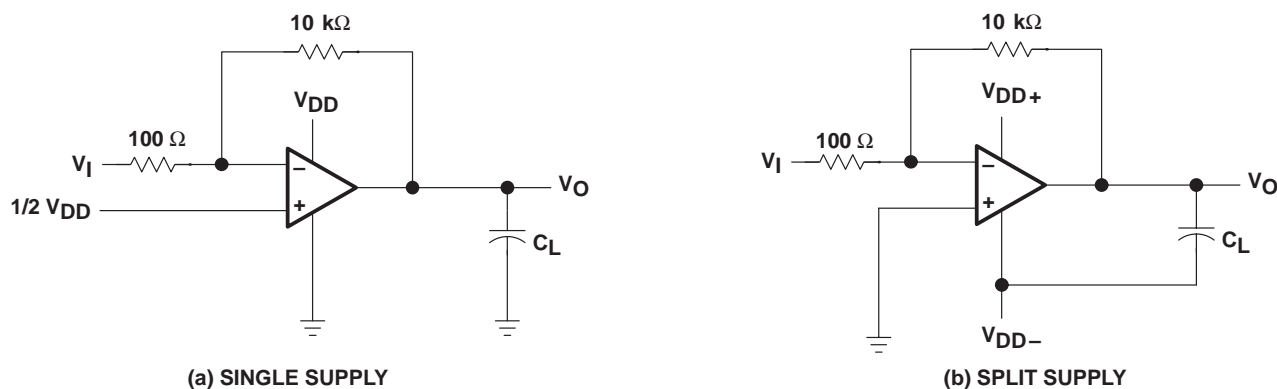 10 kΩ
VDD
100 Ω
VI
−
+
VO
1/2 VDD
CL
(a) SINGLE SUPPLY
10 kΩ
VDD+
100 Ω
VI
−
+
VO
CL
VDD−
(b) SPLIT SUPPLY